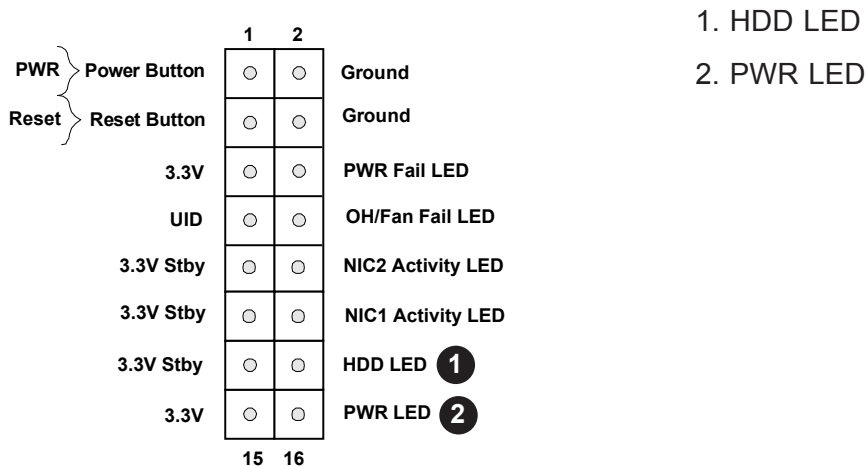 1 2
PWR Power Button Ground
Reset Reset Button Ground
3.3V PWR Fail LED
UID OH/Fan Fail LED
3.3V Stby NIC2 Activity LED
3.3V Stby NIC1 Activity LED
3.3V Stby HDD LED 1
3.3V PWR LED 2
15 16
1. HDD LED
2. PWR LED